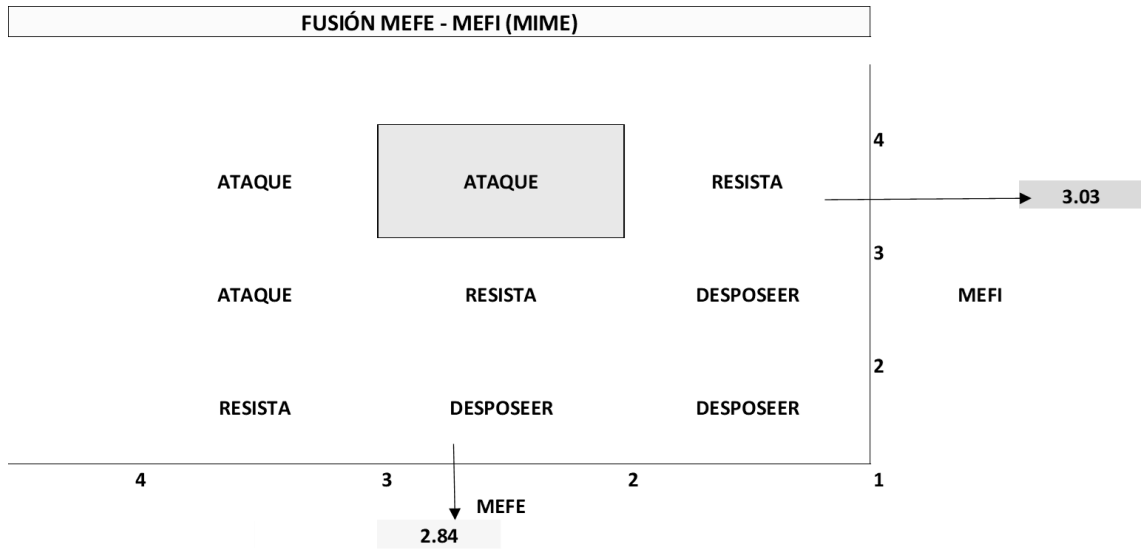 FUSIÓN MEFE - MEFI (MIME)
4
ATAQUE ATAQUE RESISTA
3.03
3
ATAQUE RESISTA DESPOSEER MEFI
2
RESISTA DESPOSEER DESPOSEER
4 3 2 1
MEFE
2.84